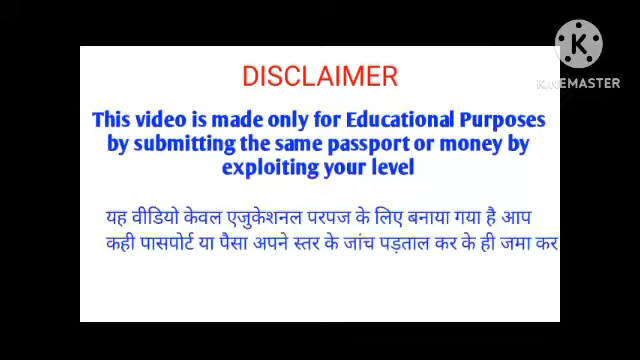 K
KINEMASTER
DISCLAIMER
This video is made only for Educational Purposes
by submitting the same passport or money by
exploiting your level
यह वीडियो केवल एजुकेशनल परपज के लिए बनाया गया है आप
कही पासपोर्ट या पैसा अपने स्तर के जांच पड़ताल कर के ही जमा कर